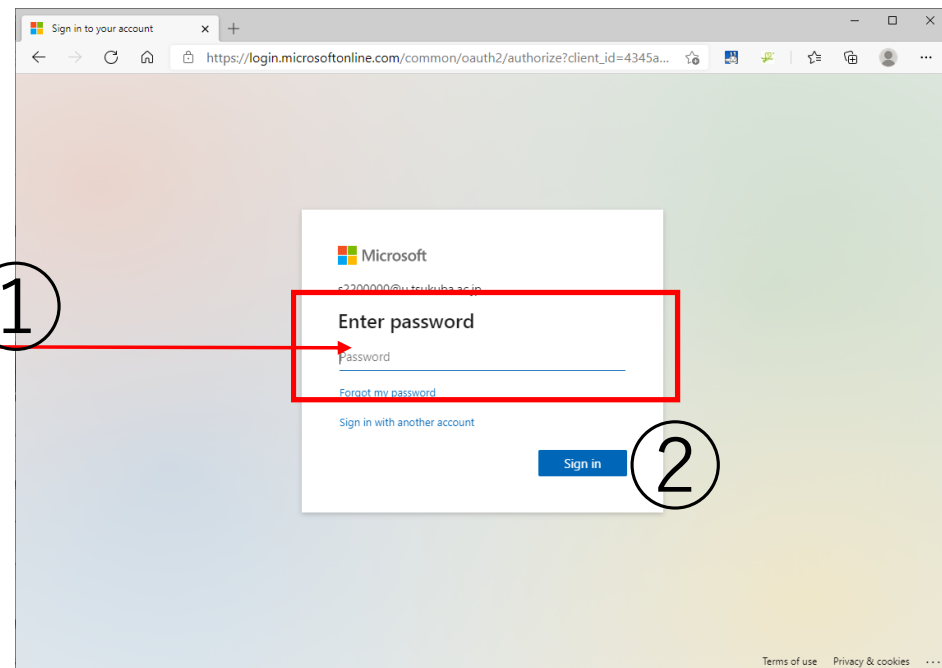 Sign in to your account
https://login.microsoftonline.com/common/oauth2/authorize?client_id=4345a...
Microsoft
s2200000@u.tsukuba.ac.jp
①
Enter password
Password
Forgot my password
Sign in with another account
Sign in
②
Terms of use Privacy & cookies ...